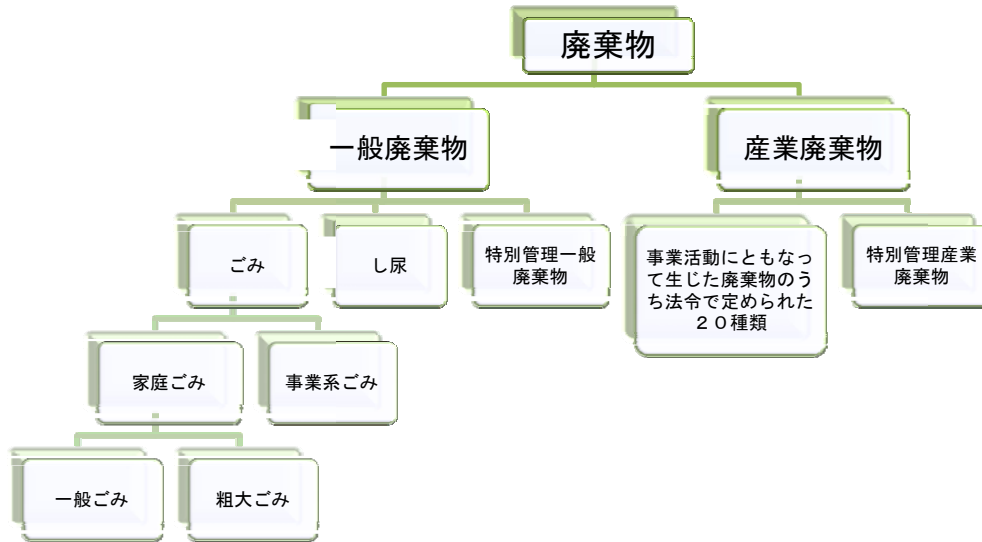 廃棄物
一般廃棄物
産業廃棄物
ごみ
し尿
特別管理一般
廃棄物
事業活動にともなっ
て生じた廃棄物のう
ち法令で定められた
２０種類
特別管理産業
廃棄物
家庭ごみ
事業系ごみ
一般ごみ
粗大ごみ